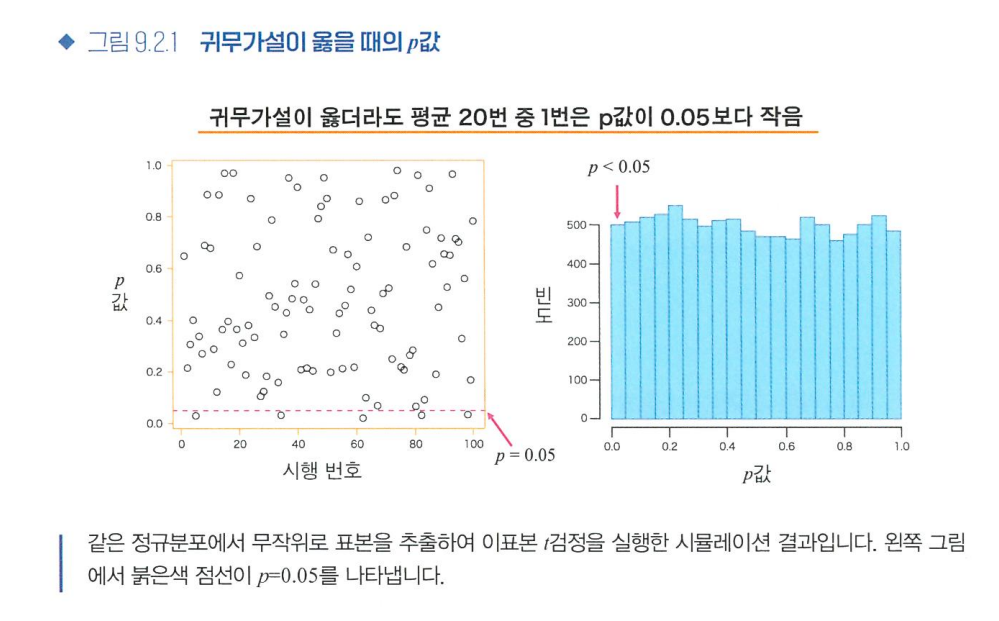 ◆ 그림 9.2.1 귀무가설이 옳을 때의 p값
귀무가설이 옳더라도 평균 20번 중 1번은 p값이 0.05보다 작음
1.0
0.8
0.6
0.4
0.2
0.0
p
값
0
20
40
60
80
100
시행 번호
p = 0.05
p < 0.05
500
400
300
200
100
0
빈
도
0.0
0.2
0.4
0.6
0.8
1.0
p값
같은 정규분포에서 무작위로 표본을 추출하여 이표본 t검정을 실행한 시뮬레이션 결과입니다. 왼쪽 그림
에서 붉은색 점선이 p=0.05를 나타냅니다.